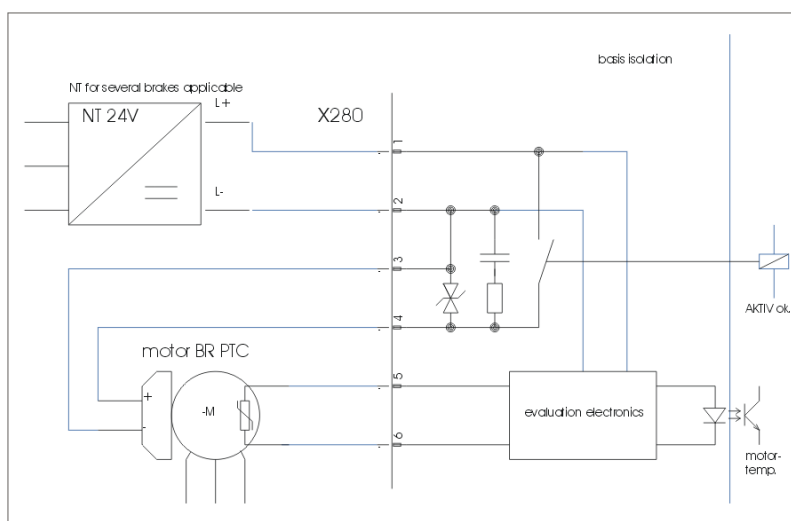 basis isolation
NT for several brakes applicable
NT 24V
L+
X280
1
L-
2
3
AKTIV ok.
4
motor BR PTC
5
+
-M
evaluation electronics
-
6
motor-
temp.